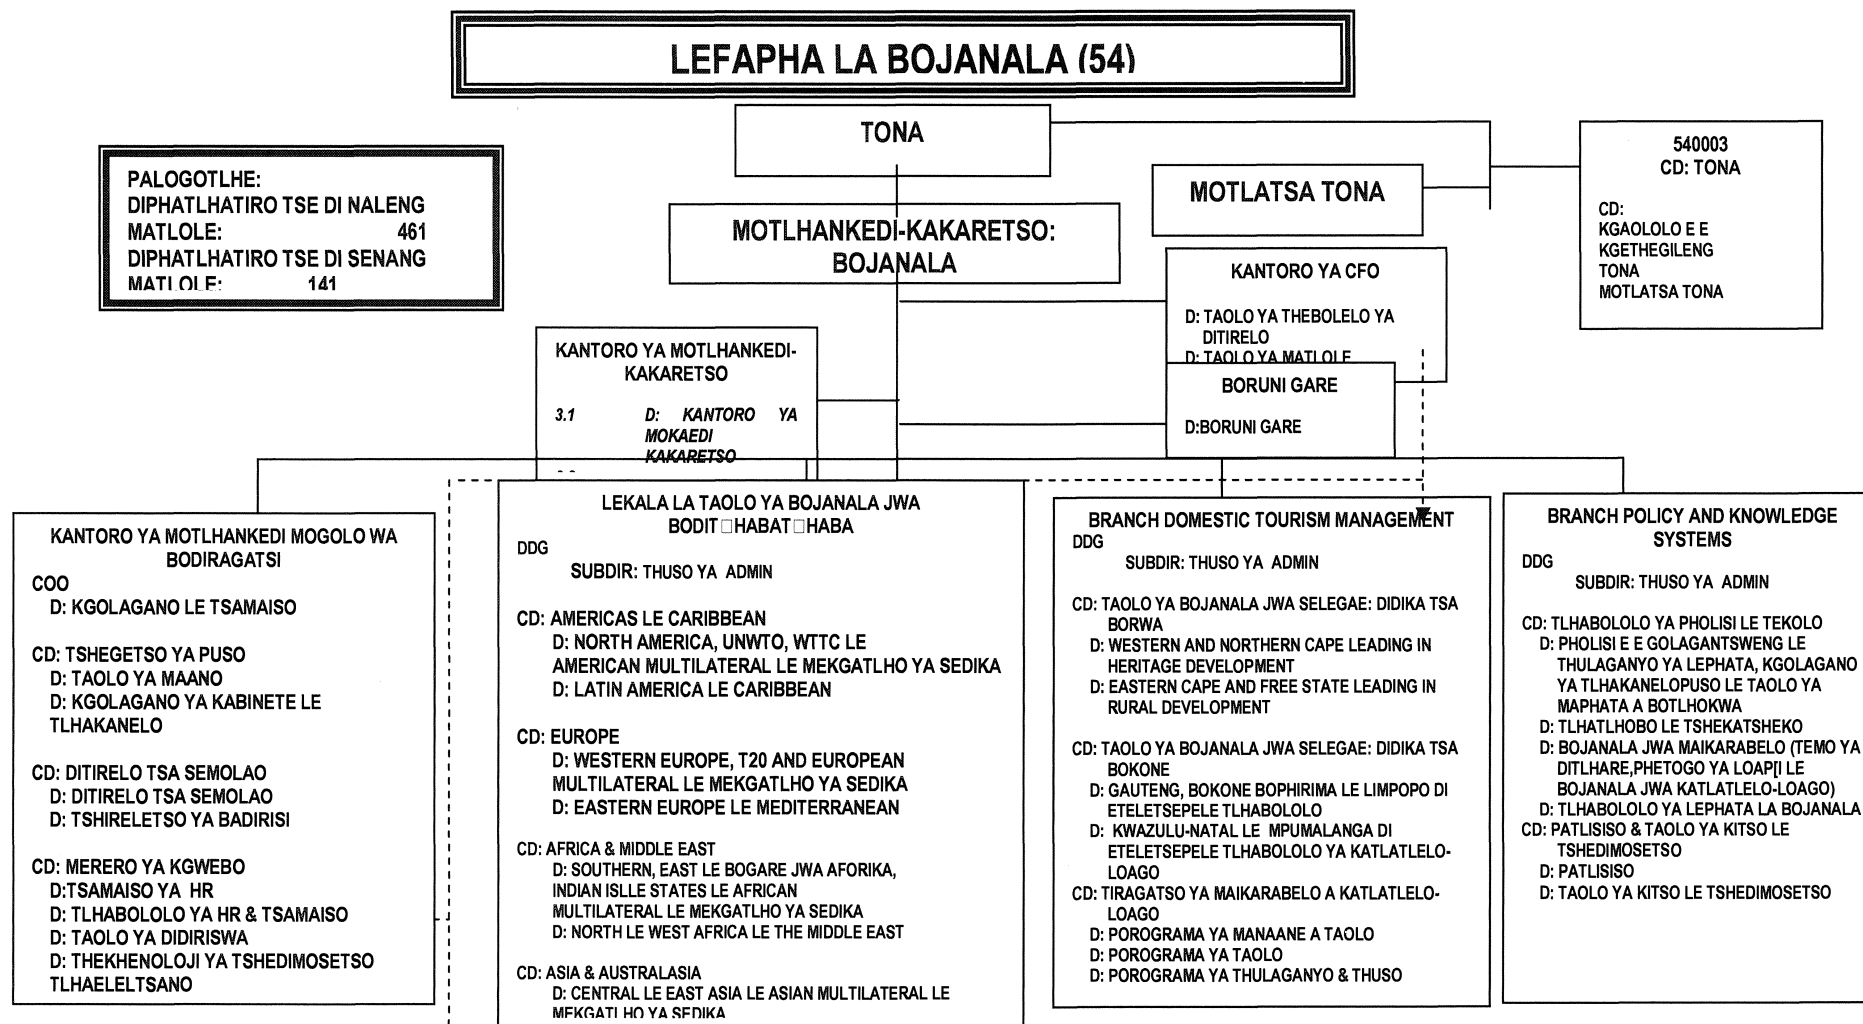 LEFAPHA LA BOJANALA (54)
TONA
540003
CD: TONA
CD:
KGAOLOLO E E
KGETHEGILENG
TONA
MOTLATSA TONA
PALOGOTLHE:
DIPHATLHATIRO TSE DI NALENG
MATLOLE: 461
DIPHATLHATIRO TSE DI SENANG
MATLOLE: 141
MOTLATSA TONA
MOTLHANKEDI-KAKARETSO:
BOJANALA
KANTORO YA CFO
D: TAOLO YA THEBOLELO YA
DITIRELO
D: TAOLO YA MATLOLE
KANTORO YA MOTLHANKEDI-
KAKARETSO
3.1 D: KANTORO YA
MOKAEDI
KAKARETSO
BORUNI GARE
D:BORUNI GARE
KANTORO YA MOTLHANKEDI MOGOLO WA
BODIRAGATSI
COO
D: KGOLAGANO LE TSAMAISO
CD: TSHEGETSO YA PUSO
D: TAOLO YA MAANO
D: KGOLAGANO YA KABINETE LE
TLHAKANELO
CD: DITIRELO TSA SEMOLAO
D: DITIRELO TSA SEMOLAO
D: TSHIRELETSO YA BADIRISI
CD: MERERO YA KGWEBO
D:TSAMAISO YA HR
D: TLHABOLOLO YA HR & TSAMAISO
D: TAOLO YA DIDIRISWA
D: THEKHENOLOJI YA TSHEDIMOSETSO
TLHAELELTSANO
LEKALA LA TAOLO YA BOJANALA JWA
BODIT□HABAT□HABA
DDG
SUBDIR: THUSO YA ADMIN
CD: AMERICAS LE CARIBBEAN
D: NORTH AMERICA, UNWTO, WTTC LE
AMERICAN MULTILATERAL LE MEKGATLHO YA SEDIKA
D: LATIN AMERICA LE CARIBBEAN
CD: EUROPE
D: WESTERN EUROPE, T20 AND EUROPEAN
MULTILATERAL LE MEKGATLHO YA SEDIKA
D: EASTERN EUROPE LE MEDITERRANEAN
CD: AFRICA & MIDDLE EAST
D: SOUTHERN, EAST LE BOGARE JWA AFORIKA,
INDIAN ISLLE STATES LE AFRICAN
MULTILATERAL LE MEKGATLHO YA SEDIKA
D: NORTH LE WEST AFRICA LE THE MIDDLE EAST
CD: ASIA & AUSTRALASIA
D: CENTRAL LE EAST ASIA LE ASIAN MULTILATERAL LE
MEKGATLHO YA SEDIKA
BRANCH DOMESTIC TOURISM MANAGEMENT
DDG
SUBDIR: THUSO YA ADMIN
CD: TAOLO YA BOJANALA JWA SELEGAE: DIDIKA TSA
BORWA
D: WESTERN AND NORTHERN CAPE LEADING IN
HERITAGE DEVELOPMENT
D: EASTERN CAPE AND FREE STATE LEADING IN
RURAL DEVELOPMENT
CD: TAOLO YA BOJANALA JWA SELEGAE: DIDIKA TSA
BOKONE
D: GAUTENG, BOKONE BOPHIRIMA LE LIMPOPO DI
ETELETSEPELE TLHABOLOLO
D: KWAZULU-NATAL LE MPUMALANGA DI
ETELETSEPELE TLHABOLOLO YA KATLATLELO-
LOAGO
CD: TIRAGATSO YA MAIKARABELO A KATLATLELO-
LOAGO
D: POROGRAMA YA MANAANE A TAOLO
D: POROGRAMA YA TAOLO
D: POROGRAMA YA THULAGANYO & THUSO
BRANCH POLICY AND KNOWLEDGE
SYSTEMS
DDG
SUBDIR: THUSO YA ADMIN
CD: TLHABOLOLO YA PHOLISI LE TEKOLO
D: PHOLISI E E GOLAGANTSWENG LE
THULAGANYO YA LEPHATA, KGOLAGANO
YA TLHAKANELOPUSO LE TAOLO YA
MAPHATA A BOTLHOKWA
D: TLHATLHOBO LE TSHEKATSHEKO
D: BOJANALA JWA MAIKARABELO (TEMO YA
DITLHARE,PHETOGO YA LOAP[I LE
BOJANALA JWA KATLATLELO-LOAGO)
D: TLHABOLOLO YA LEPHATA LA BOJANALA
CD: PATLISISO & TAOLO YA KITSO LE
TSHEDIMOSETSO
D: PATLISISO
D: TAOLO YA KITSO LE TSHEDIMOSETSO